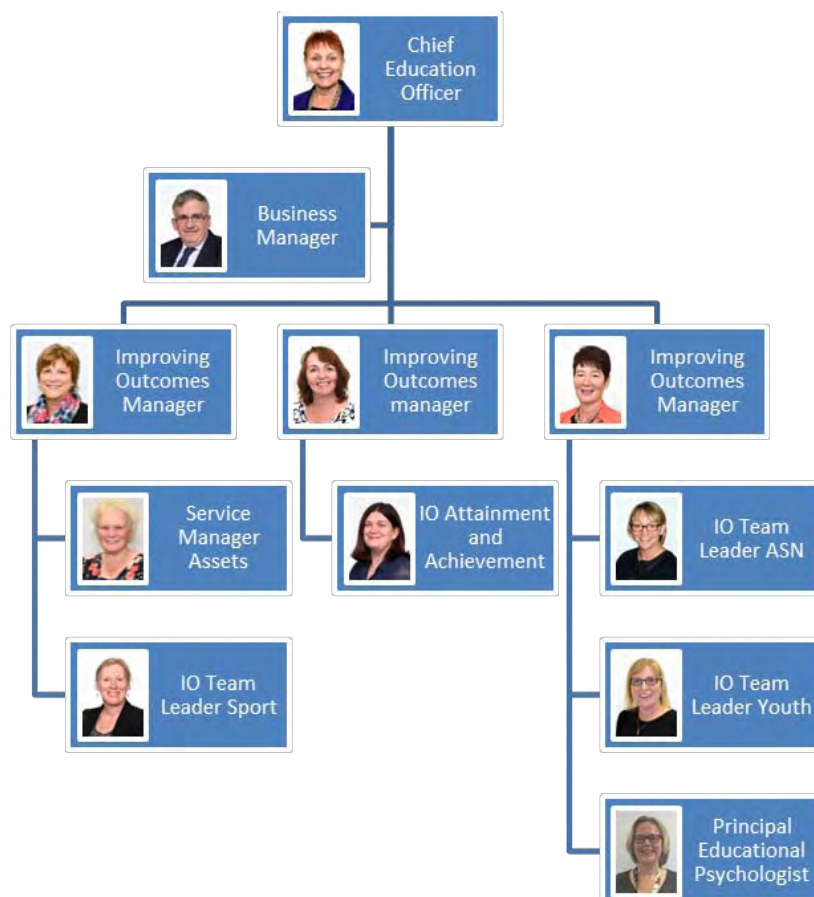 Chief
Education
Officer
Business
Manager
Improving
Outcomes
Manager
Improving
Outcomes
manager
Improving
Outcomes
Manager
Service
Manager
Assets
IO Attainment
and
Achievement
IO Team
Leader ASN
IO Team
Leader Sport
IO Team
Leader Youth
Principal
Educational
Psychologist